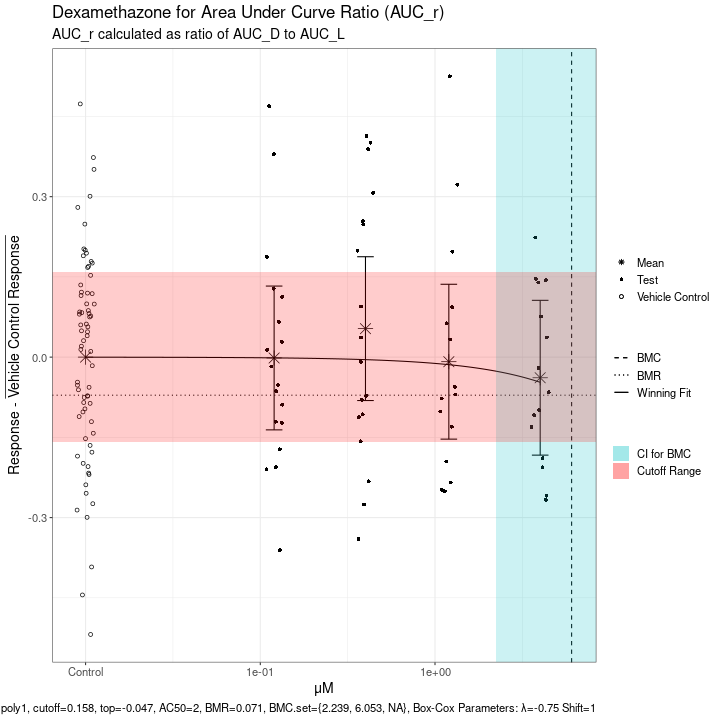 Dexamethazone for Area Under Curve Ratio (AUC_r)
AUC_r calculated as ratio of AUC_D to AUC_L
Response - Vehicle Control Response
0.3
0.0
-0.3
Control
1e-01
1e+00
µM
Mean
Test
Vehicle Control
BMC
BMR
Winning Fit
CI for BMC
Cutoff Range
poly1, cutoff=0.158, top=-0.047, AC50=2, BMR=0.071, BMC.set={2.239, 6.053, NA}, Box-Cox Parameters: λ=-0.75 Shift=1